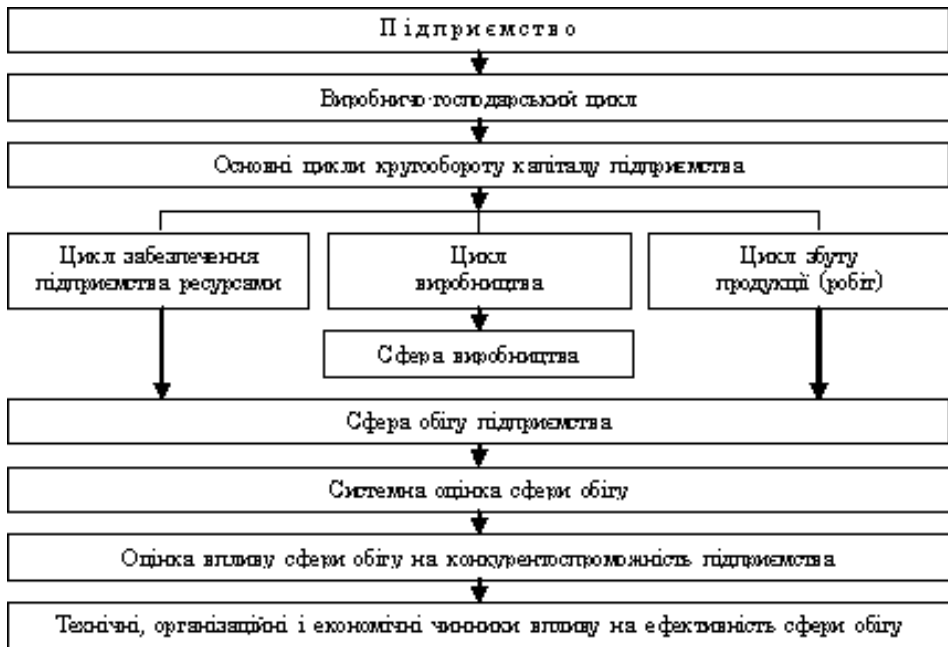 Підприємство
Виробничо-господарський цикл
Основні цикли кругообороту капіталу підприємства
Цикл забезпечення
підприємства ресурсами
Цикл
виробництва
Цикл збуту
продукції (робіт)
Сфера виробництва
Сфера обігу підприємства
Системна оцінка сфери обігу
Оцінка впливу сфери обігу на конкурентоспроможність підприємства
Технічні, організаційні і економічні чинники впливу на ефективність сфери обігу